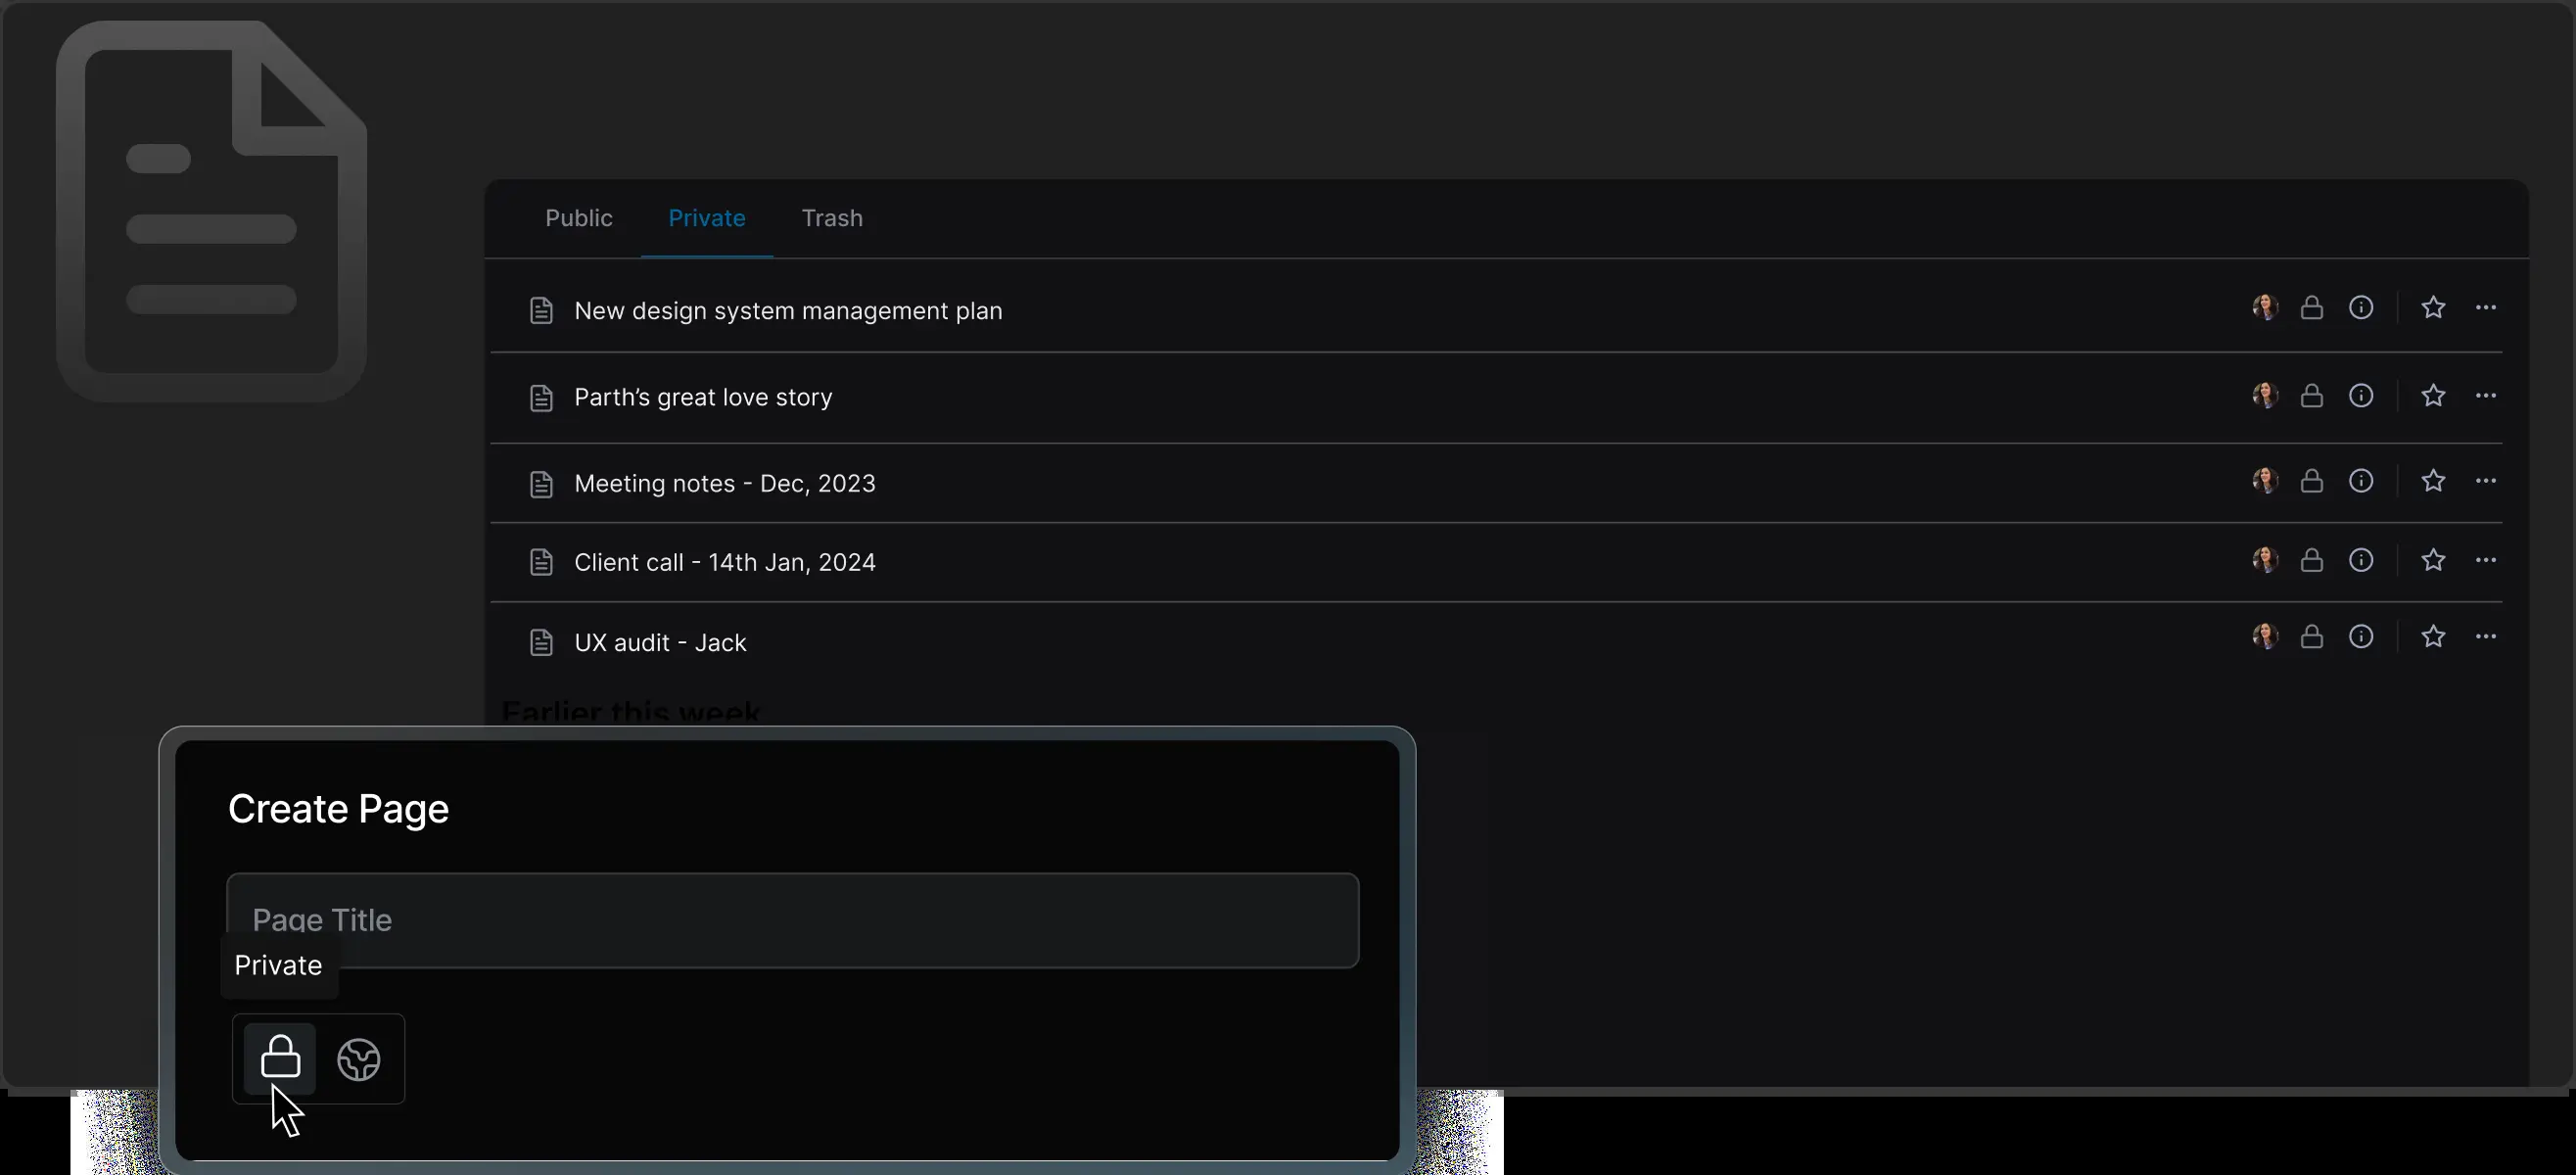 Public Private Trash
New design system management plan
Parth’s great love story
Meeting notes - Dec, 2023
Client call - 14th Jan, 2024
UX audit - Jack
Earlier this week
Create Page
Page Title
Private